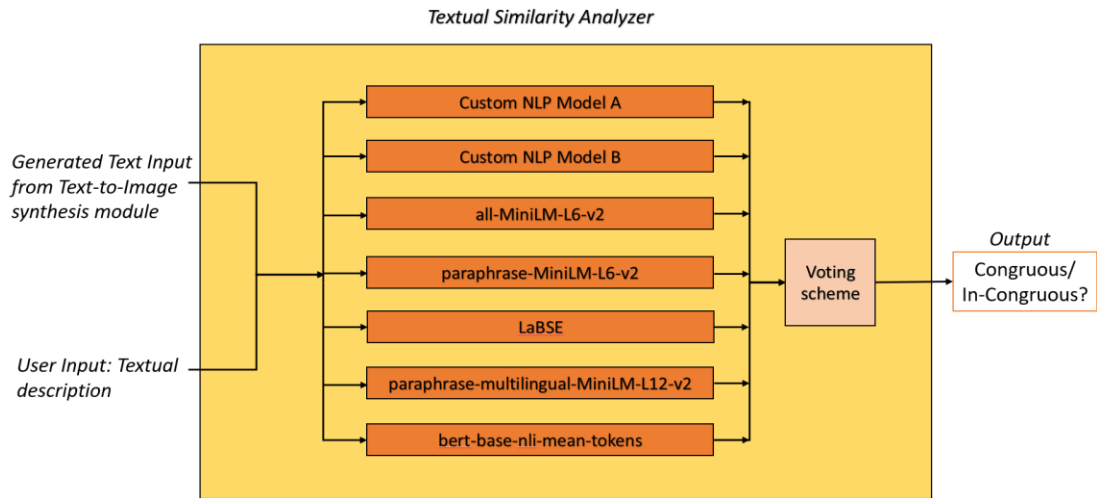 Textual Similarity Analyzer
Generated Text Input
from Text-to-Image
synthesis module
User Input: Textual
description
Custom NLP Model A
Custom NLP Model B
all-MiniLM-L6-v2
paraphrase-MiniLM-L6-v2
LaBSE
paraphrase-multilingual-MiniLM-L12-v2
bert-base-nli-mean-tokens
Voting
scheme
Output
Congruous/
In-Congruous?